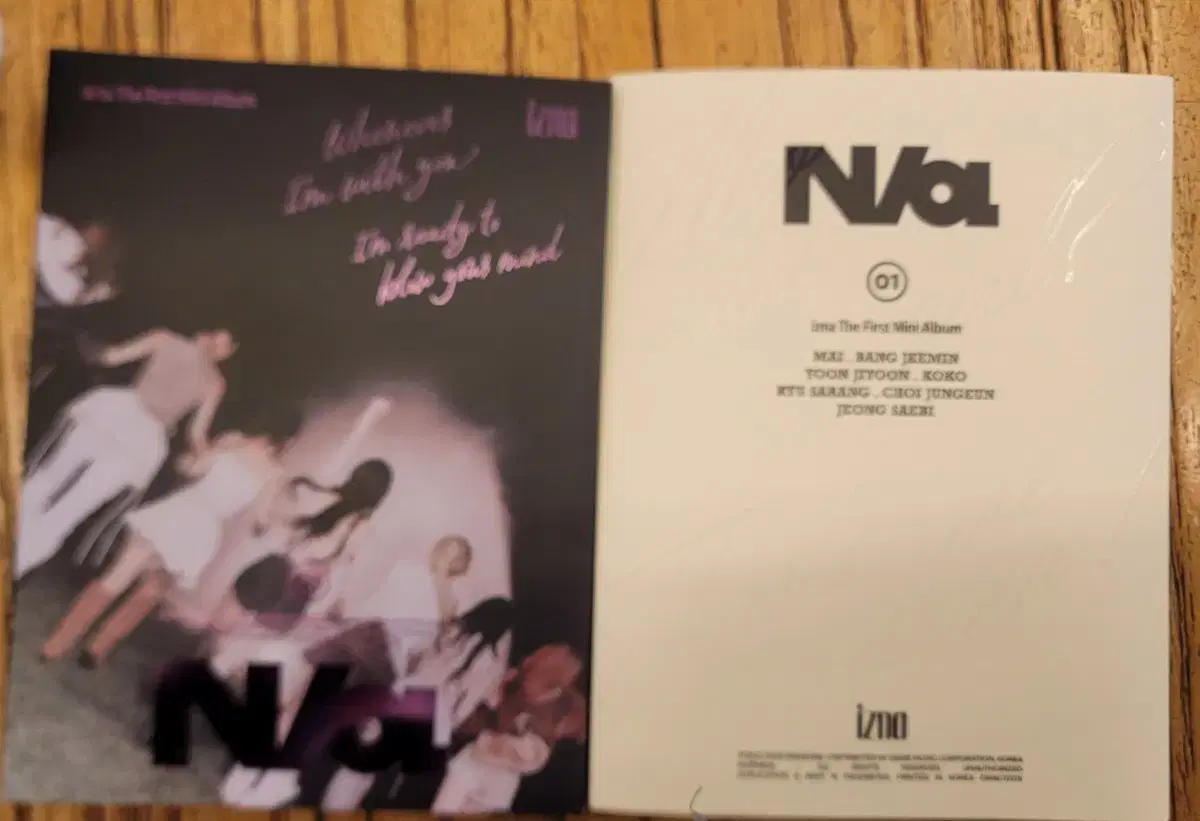 izna The First Mini Album
izna
Whenever
I'm with you
I'm ready to
blow your mind
N/a
N/a
01
izna The First Mini Album
MAI . BANG JEEMIN
YOON JIYOON . KOKO
RYU SARANG . CHOI JUNGEUN
JEONG SAEBI
izna